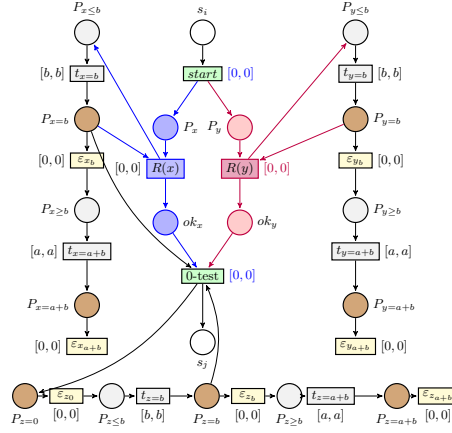 P_{x≤b} s_i P_{y≤b}
[b, b] t_{x=b} start [0, 0] t_{y=b} [b, b]
P_{x=b} P_x P_y P_{y=b}
[0, 0] ε_{x_b} [0, 0] R(x) R(y) [0, 0] ε_{y_b} [0, 0]
P_{x≥b} ok_x ok_y P_{y≥b}
[a, a] t_{x=a+b} t_{y=a+b} [a, a]
0-test [0, 0]
P_{x=a+b} P_{y=a+b}
[0, 0] ε_{x_{a+b}} s_j ε_{y_{a+b}} [0, 0]
ε_{z_0} t_{z=b} ε_{z_b} t_{z=a+b} ε_{z_{a+b}}
P_{z=0} [0, 0] P_{z≤b} [b, b] P_{z=b} [0, 0] P_{z≥b} [a, a] P_{z=a+b} [0, 0]